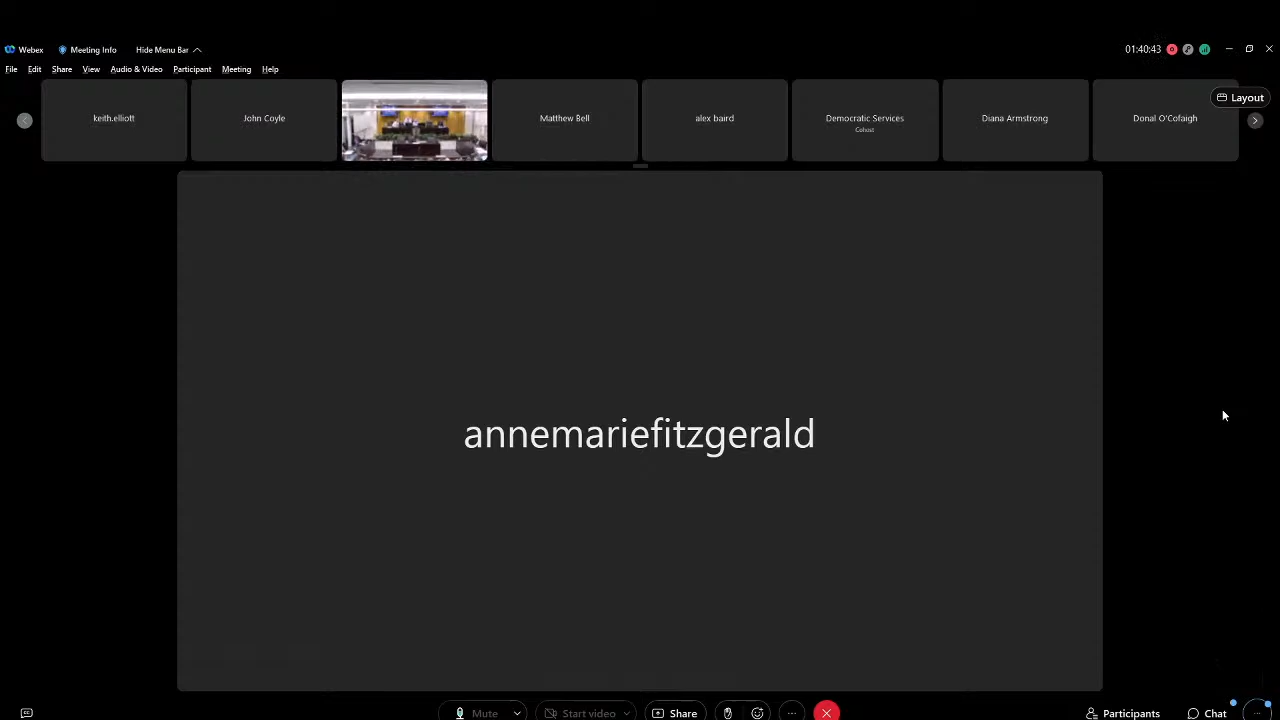 Webex Meeting Info Hide Menu Bar 01:40:43
File Edit Share View Audio & Video Participant Meeting Help
Layout
keith.elliott John Coyle Matthew Bell alex baird Democratic Services Diana Armstrong Donal O'Cofaigh
Cohost
annemariefitzgerald
Mute Start video Share Participants Chat